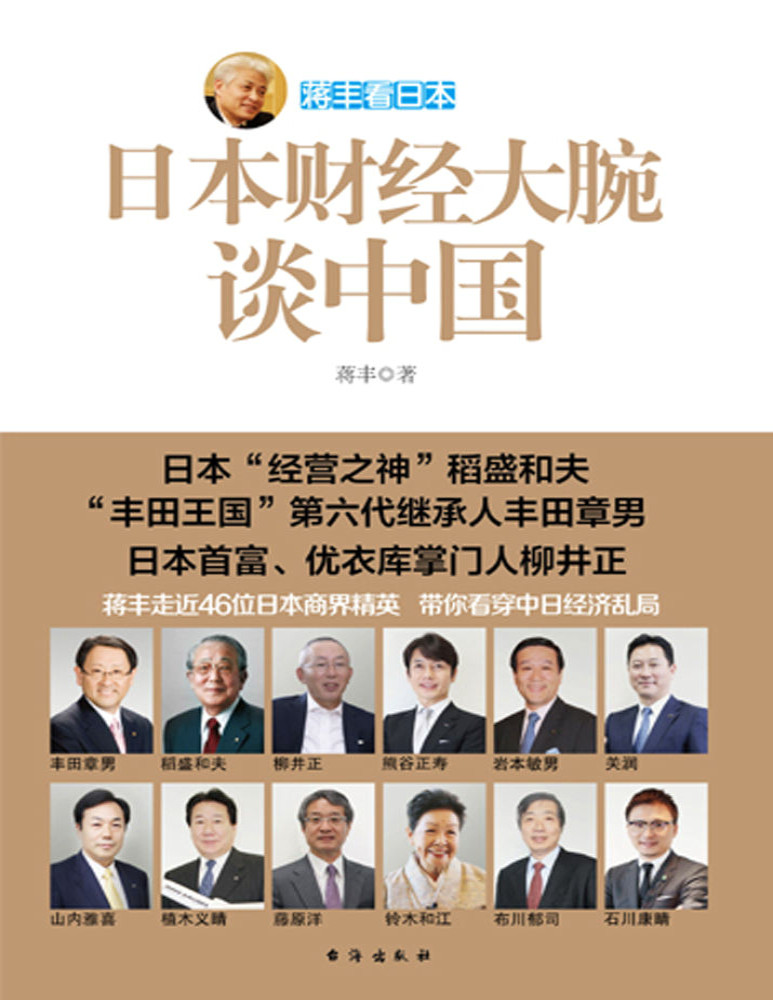 蒋丰看日本
日本财经大腕
谈中国
蒋丰◎著
日本“经营之神”稻盛和夫
“丰田王国”第六代继承人丰田章男
日本首富、优衣库掌门人柳井正
蒋丰走近46位日本商界精英 带你看穿中日经济乱局
丰田章男 稻盛和夫 柳井正 熊谷正寿 岩本敏男 关润
山内雅喜 植木义晴 藤原洋 铃木和江 布川郁司 石川康晴
台海出版社